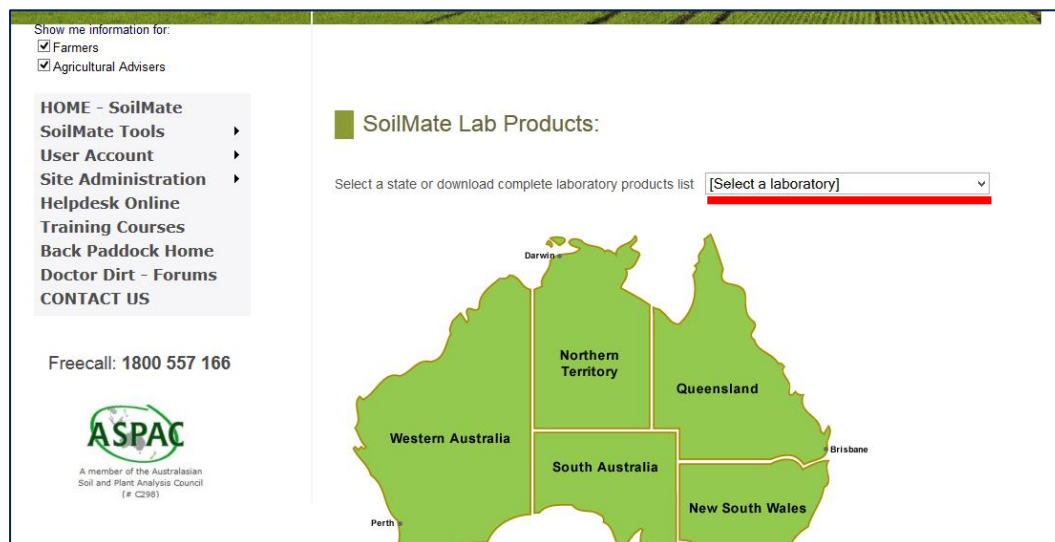 Show me information for:
Farmers
Agricultural Advisers
HOME - SoilMate
SoilMate Tools
User Account
Site Administration
Helpdesk Online
Training Courses
Back Paddock Home
Doctor Dirt - Forums
CONTACT US
Freecall: 1800 557 166
ASPAC
A member of the Australasian
Soil and Plant Analysis Council
(# C298)
SoilMate Lab Products:
Select a state or download complete laboratory products list [Select a laboratory]
Darwin
Northern
Territory
Queensland
Western Australia
Brisbane
South Australia
New South Wales
Perth